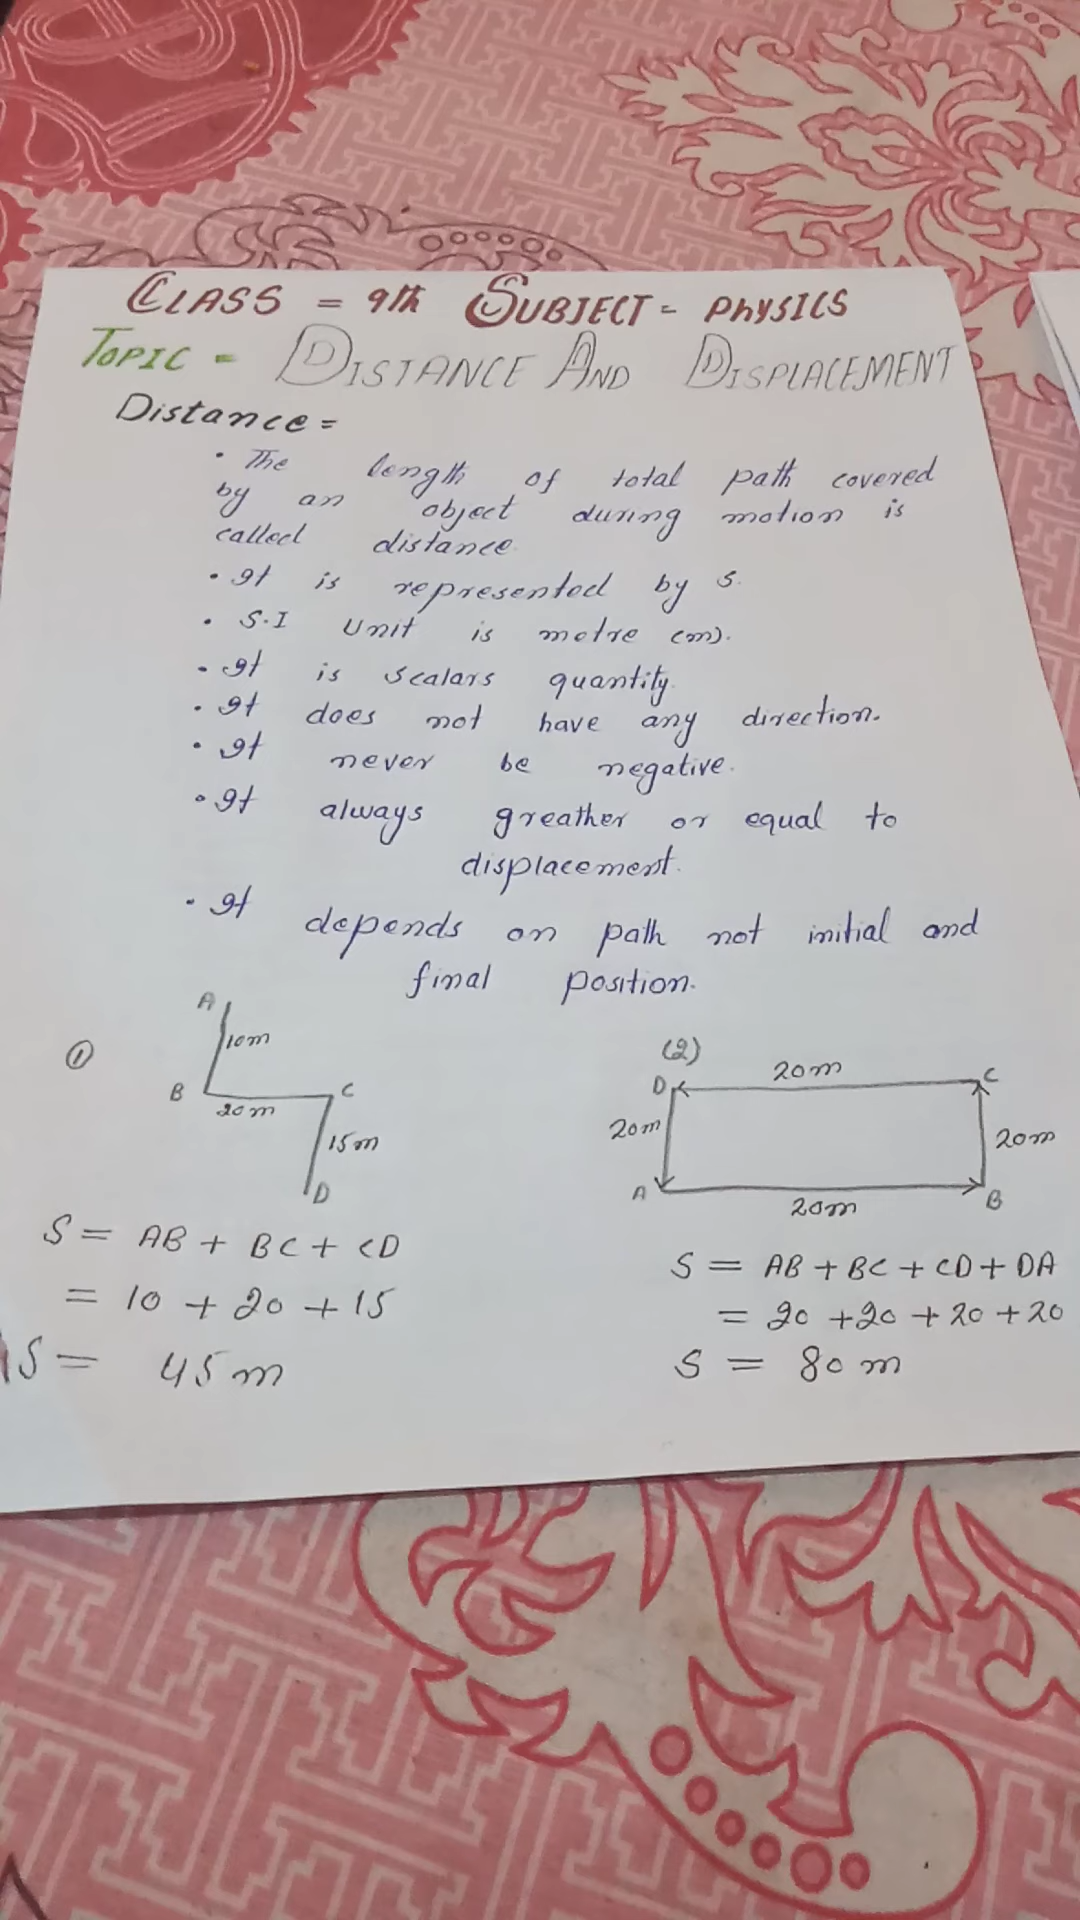 CLASS = 9th SUBJECT = PHYSICS
TOPIC = DISTANCE AND DISPLACEMENT
Distance =
• The length of total path covered
by an object during motion is
called distance.
• It is represented by s.
• S.I Unit is metre (m).
• It is scalars quantity.
• It does not have any direction.
• It never be negative.
• It always greather or equal to
displacement.
• It depends on path not initial and
final position.
① A 10m B 20m C 15m D
S = AB + BC + CD
= 10 + 20 + 15
S = 45m
(2) D 20m C
20m 20m
A 20m B
S = AB + BC + CD + DA
= 20 + 20 + 20 + 20
S = 80 m